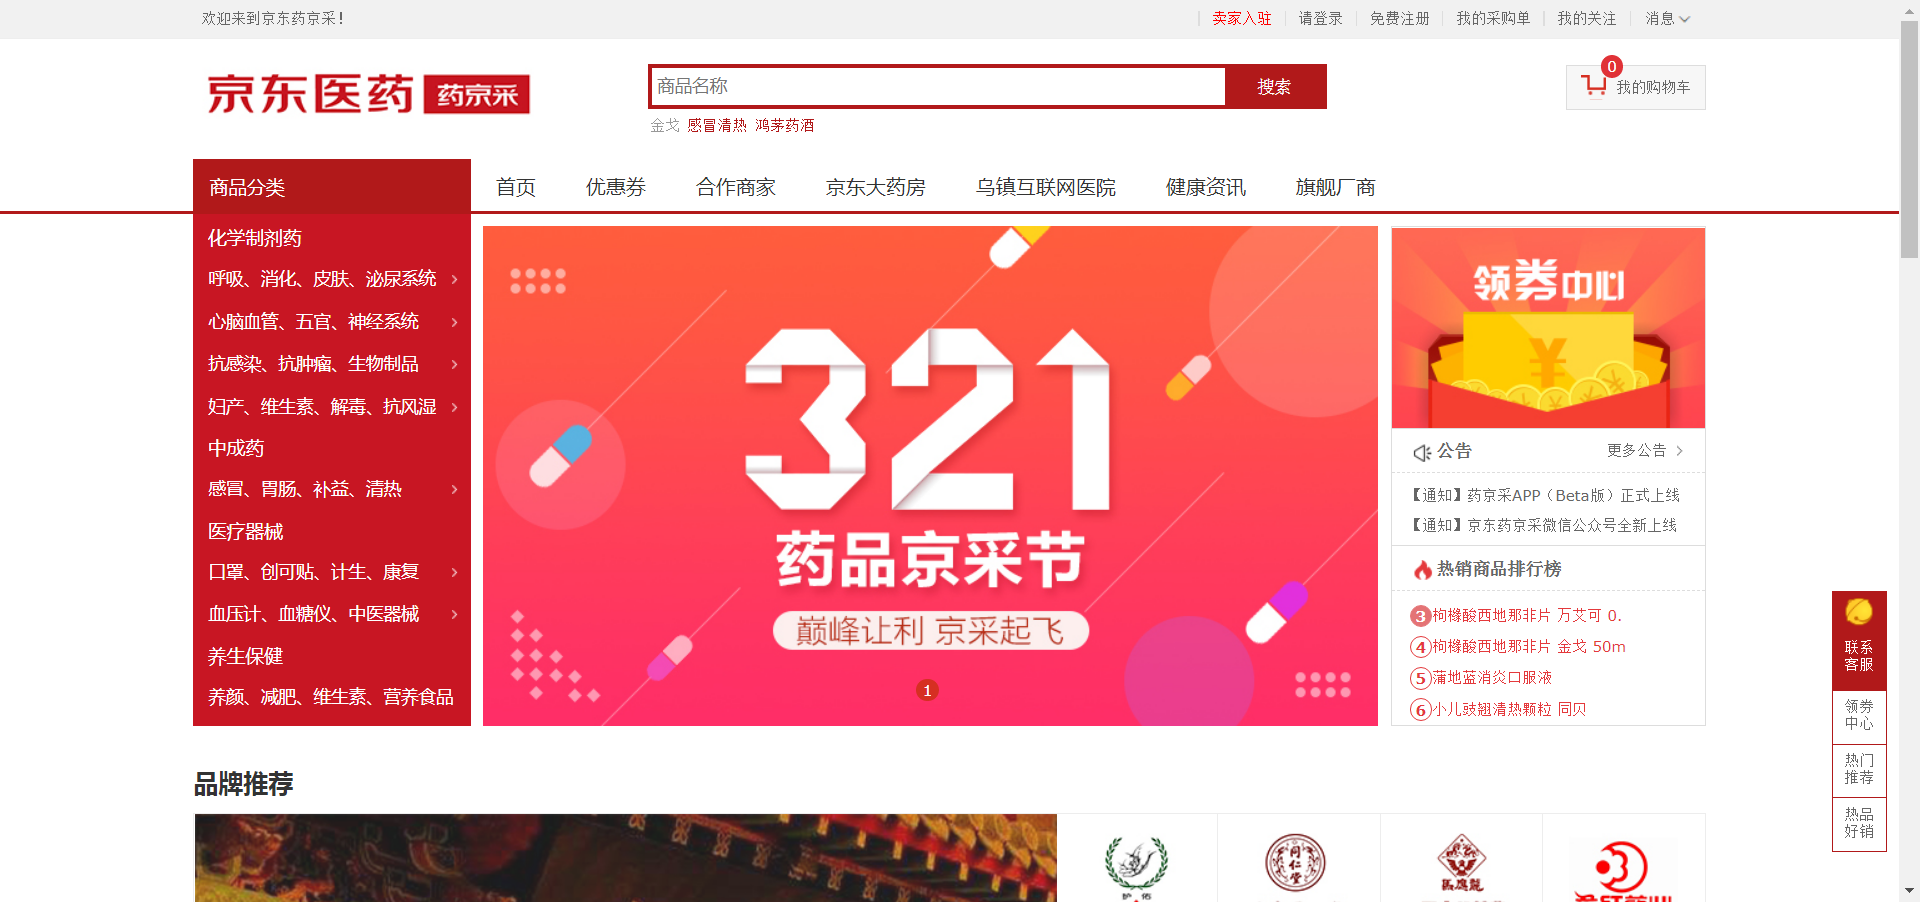 欢迎来到京东药京采！
卖家入驻
请登录
免费注册
我的采购单
我的关注
消息
京东医药 药京采
商品名称
搜索
0
我的购物车
金戈 感冒清热 鸿茅药酒
商品分类
首页
优惠券
合作商家
京东大药房
乌镇互联网医院
健康资讯
旗舰厂商
化学制剂药
呼吸、消化、皮肤、泌尿系统
心脑血管、五官、神经系统
抗感染、抗肿瘤、生物制品
妇产、维生素、解毒、抗风湿
中成药
感冒、胃肠、补益、清热
医疗器械
口罩、创可贴、计生、康复
血压计、血糖仪、中医器械
养生保健
养颜、减肥、维生素、营养食品
321
药品京采节
巅峰让利 京采起飞
1
领券中心
¥
公告
更多公告
【通知】药京采APP（Beta版）正式上线
【通知】京东药京采微信公众号全新上线
热销商品排行榜
3 枸橼酸西地那非片 万艾可 0.
4 枸橼酸西地那非片 金戈 50m
5 蒲地蓝消炎口服液
6 小儿豉翘清热颗粒 同贝
联系
客服
领券
中心
热门
推荐
热品
好销
品牌推荐
护佑
同仁堂
马应龙